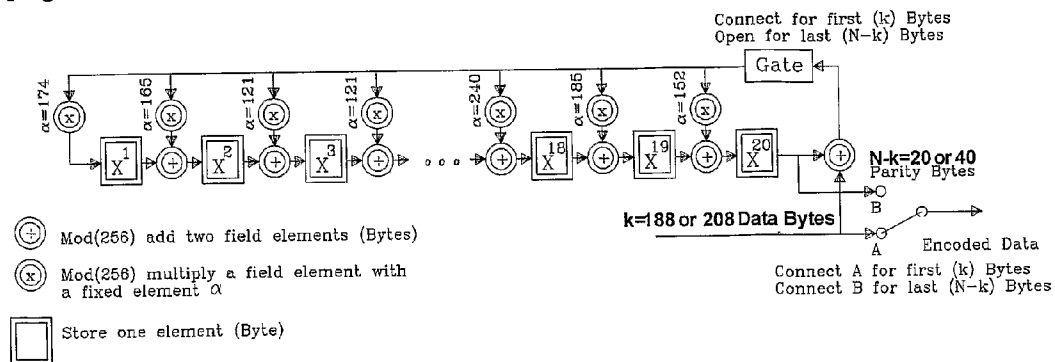 Connect for first (k) Bytes
Open for last (N-k) Bytes
Gate
α=174
α=165
α=121
α=121
α=240
α=185
α=152
X X X X X X X
X¹ + X² + X³ + o o o + X¹⁸ + X¹⁹ + X²⁰ +
N-k=20 or 40
Parity Bytes
B
k=188 or 208 Data Bytes
A
Encoded Data
Connect A for first (k) Bytes
Connect B for last (N-k) Bytes
+ Mod(256) add two field elements (Bytes)
x Mod(256) multiply a field element with
a fixed element α
Store one element (Byte)